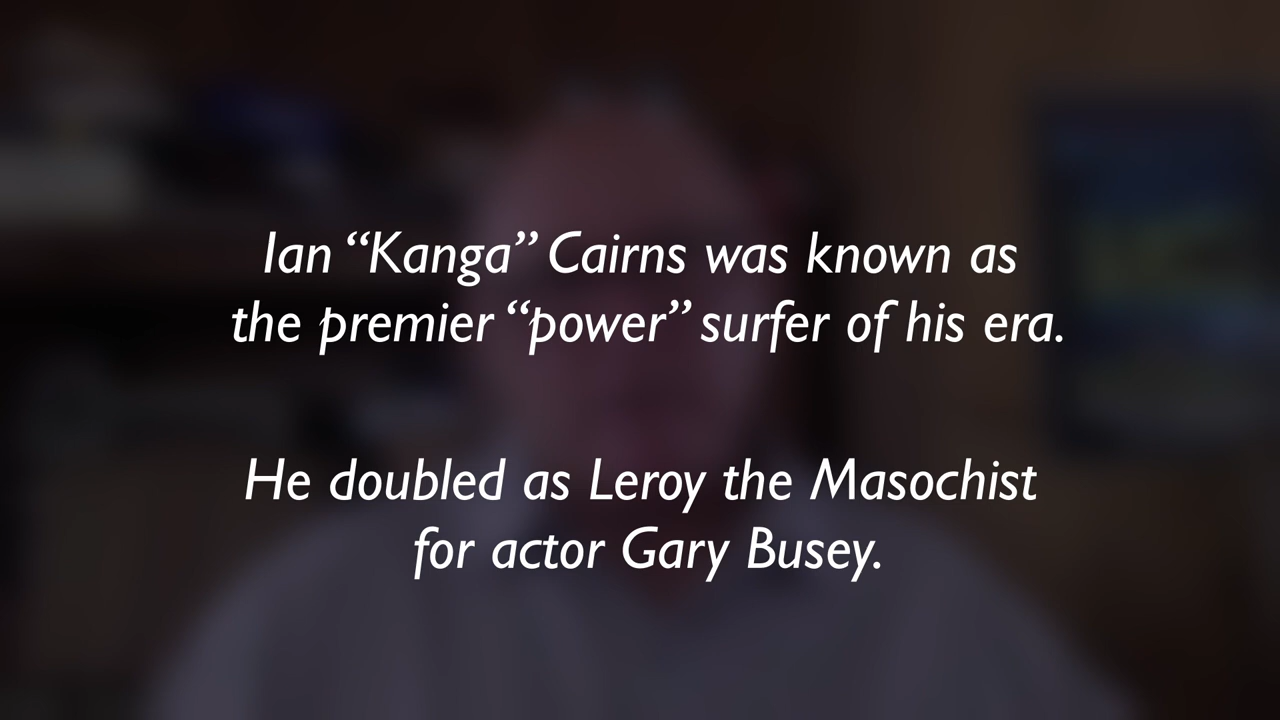 Ian “Kanga” Cairns was known as
the premier “power” surfer of his era.
He doubled as Leroy the Masochist
for actor Gary Busey.